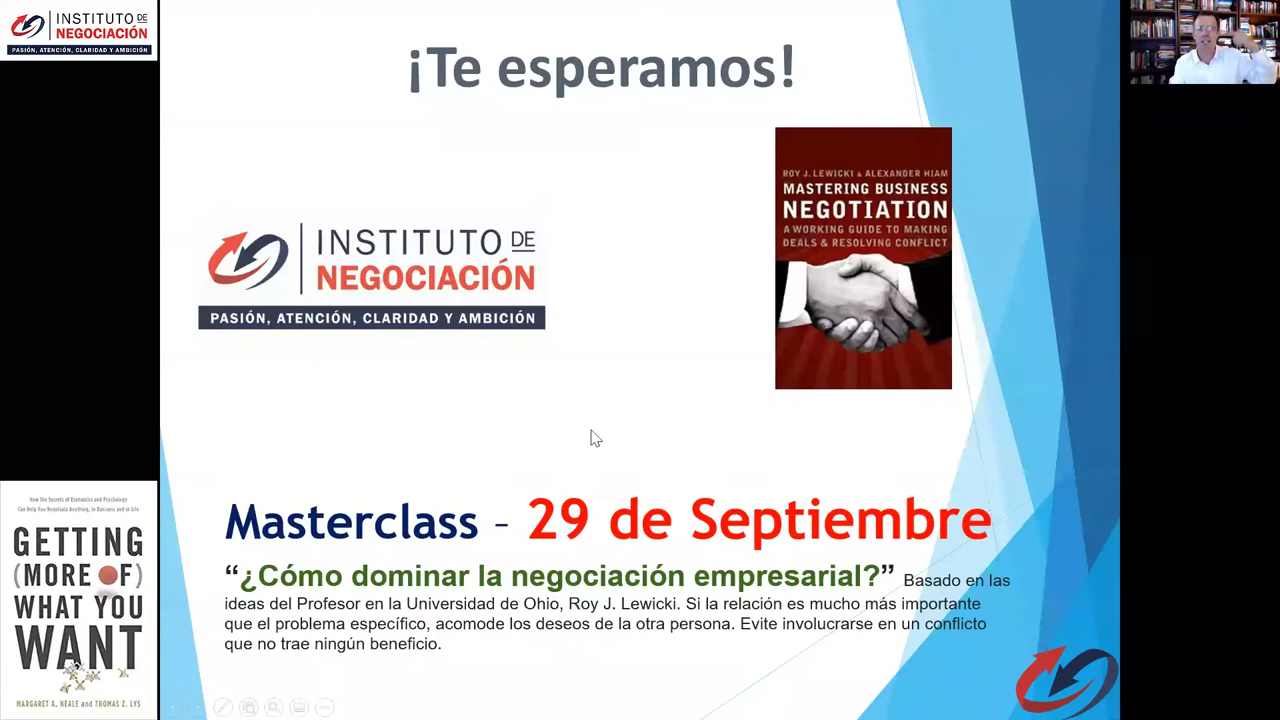 INSTITUTO DE
NEGOCIACIÓN
PASIÓN, ATENCIÓN, CLARIDAD Y AMBICIÓN
¡Te esperamos!
ROY J. LEWICKI & ALEXANDER HIAM
MASTERING BUSINESS
NEGOTIATION
A WORKING GUIDE TO MAKING
DEALS & RESOLVING CONFLICT
INSTITUTO DE
NEGOCIACIÓN
PASIÓN, ATENCIÓN, CLARIDAD Y AMBICIÓN
Masterclass – 29 de Septiembre
“¿Cómo dominar la negociación empresarial?” Basado en las
ideas del Profesor en la Universidad de Ohio, Roy J. Lewicki. Si la relación es mucho más importante
que el problema específico, acomode los deseos de la otra persona. Evite involucrarse en un conflicto
que no trae ningún beneficio.
How the Secrets of Economics and Psychology
Can Help You Negotiate Anything, in Business and in Life
GETTING
(MORE OF)
WHAT YOU
WANT
MARGARET A. NEALE and THOMAS Z. LYS